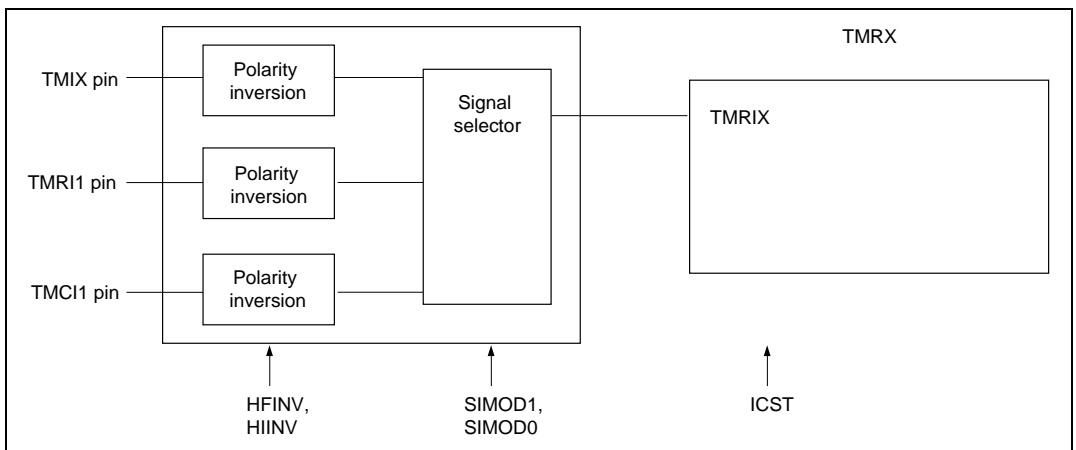 TMRX
TMIX pin
Polarity
inversion
Signal
selector
TMRIX
TMRI1 pin
Polarity
inversion
TMCI1 pin
Polarity
inversion
HFINV,
HIINV
SIMOD1,
SIMOD0
ICST